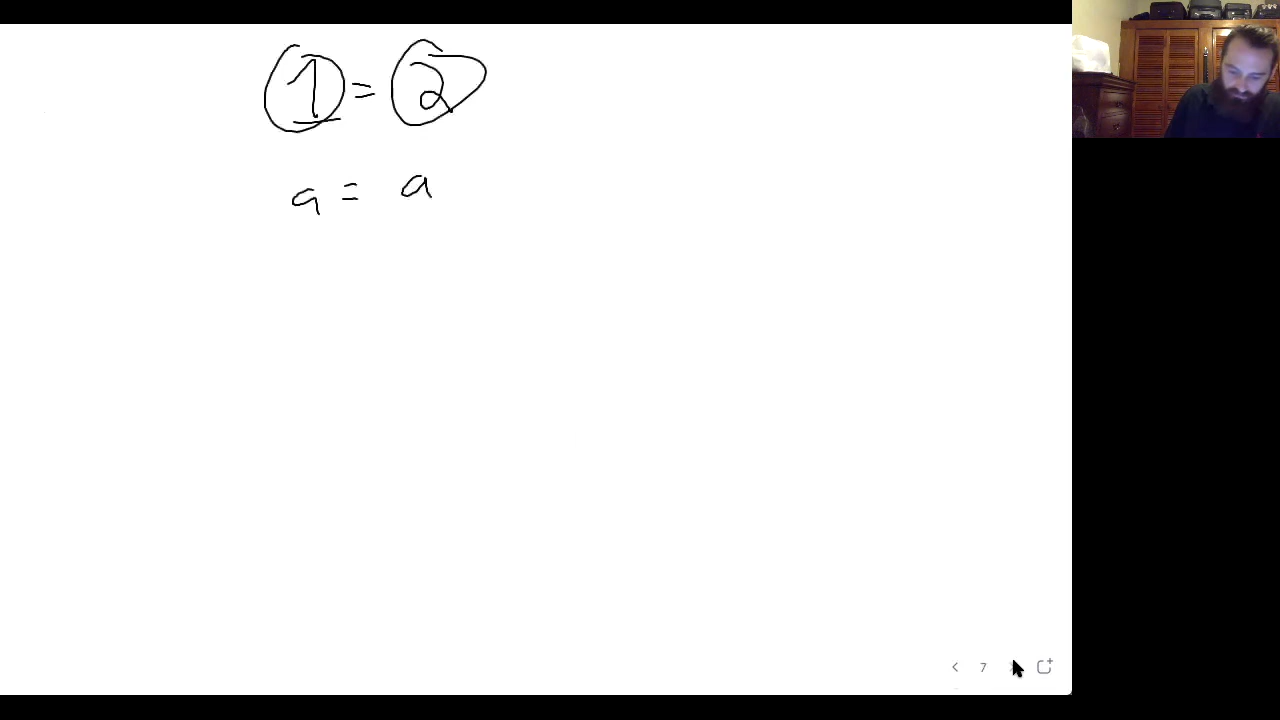 1 = 2
a = a
7